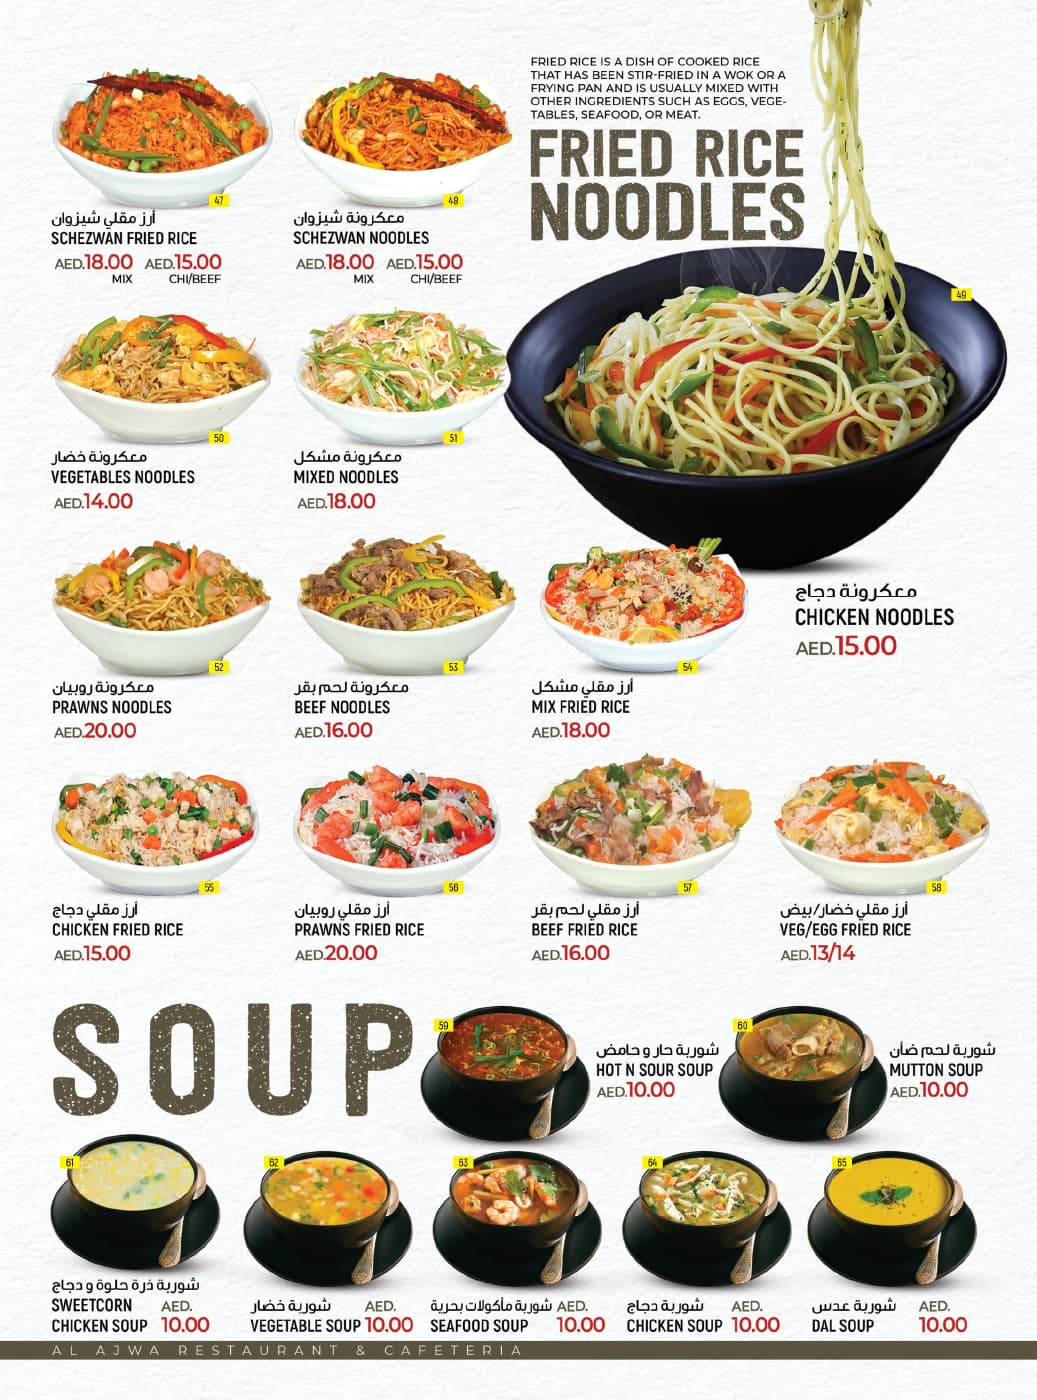 FRIED RICE IS A DISH OF COOKED RICE
THAT HAS BEEN STIR-FRIED IN A WOK OR A
FRYING PAN AND IS USUALLY MIXED WITH
OTHER INGREDIENTS SUCH AS EGGS, VEGE-
TABLES, SEAFOOD, OR MEAT.
FRIED RICE
NOODLES
47
أرز مقلي شيزوان
SCHEZWAN FRIED RICE
AED.18.00 AED.15.00
MIX CHI/BEEF
48
معكرونة شيزوان
SCHEZWAN NOODLES
AED.18.00 AED.15.00
MIX CHI/BEEF
49
معكرونة دجاج
CHICKEN NOODLES
AED.15.00
50
معكرونة خضار
VEGETABLES NOODLES
AED.14.00
51
معكرونة مشكل
MIXED NOODLES
AED.18.00
52
معكرونة روبيان
PRAWNS NOODLES
AED.20.00
53
معكرونة لحم بقر
BEEF NOODLES
AED.16.00
54
أرز مقلي مشكل
MIX FRIED RICE
AED.18.00
55
أرز مقلي دجاج
CHICKEN FRIED RICE
AED.15.00
56
أرز مقلي روبيان
PRAWNS FRIED RICE
AED.20.00
57
أرز مقلي لحم بقر
BEEF FRIED RICE
AED.16.00
58
أرز مقلي خضار/بيض
VEG/EGG FRIED RICE
AED.13/14
SOUP
59
شوربة حار و حامض
HOT N SOUR SOUP
AED.10.00
60
شوربة لحم ضأن
MUTTON SOUP
AED.10.00
61
شوربة ذرة حلوة و دجاج
SWEETCORN AED.
CHICKEN SOUP 10.00
62
شوربة خضار AED.
VEGETABLE SOUP 10.00
63
شوربة مأكولات بحرية AED.
SEAFOOD SOUP 10.00
64
شوربة دجاج AED.
CHICKEN SOUP 10.00
65
شوربة عدس AED.
DAL SOUP 10.00
AL AJWA RESTAURANT & CAFETERIA